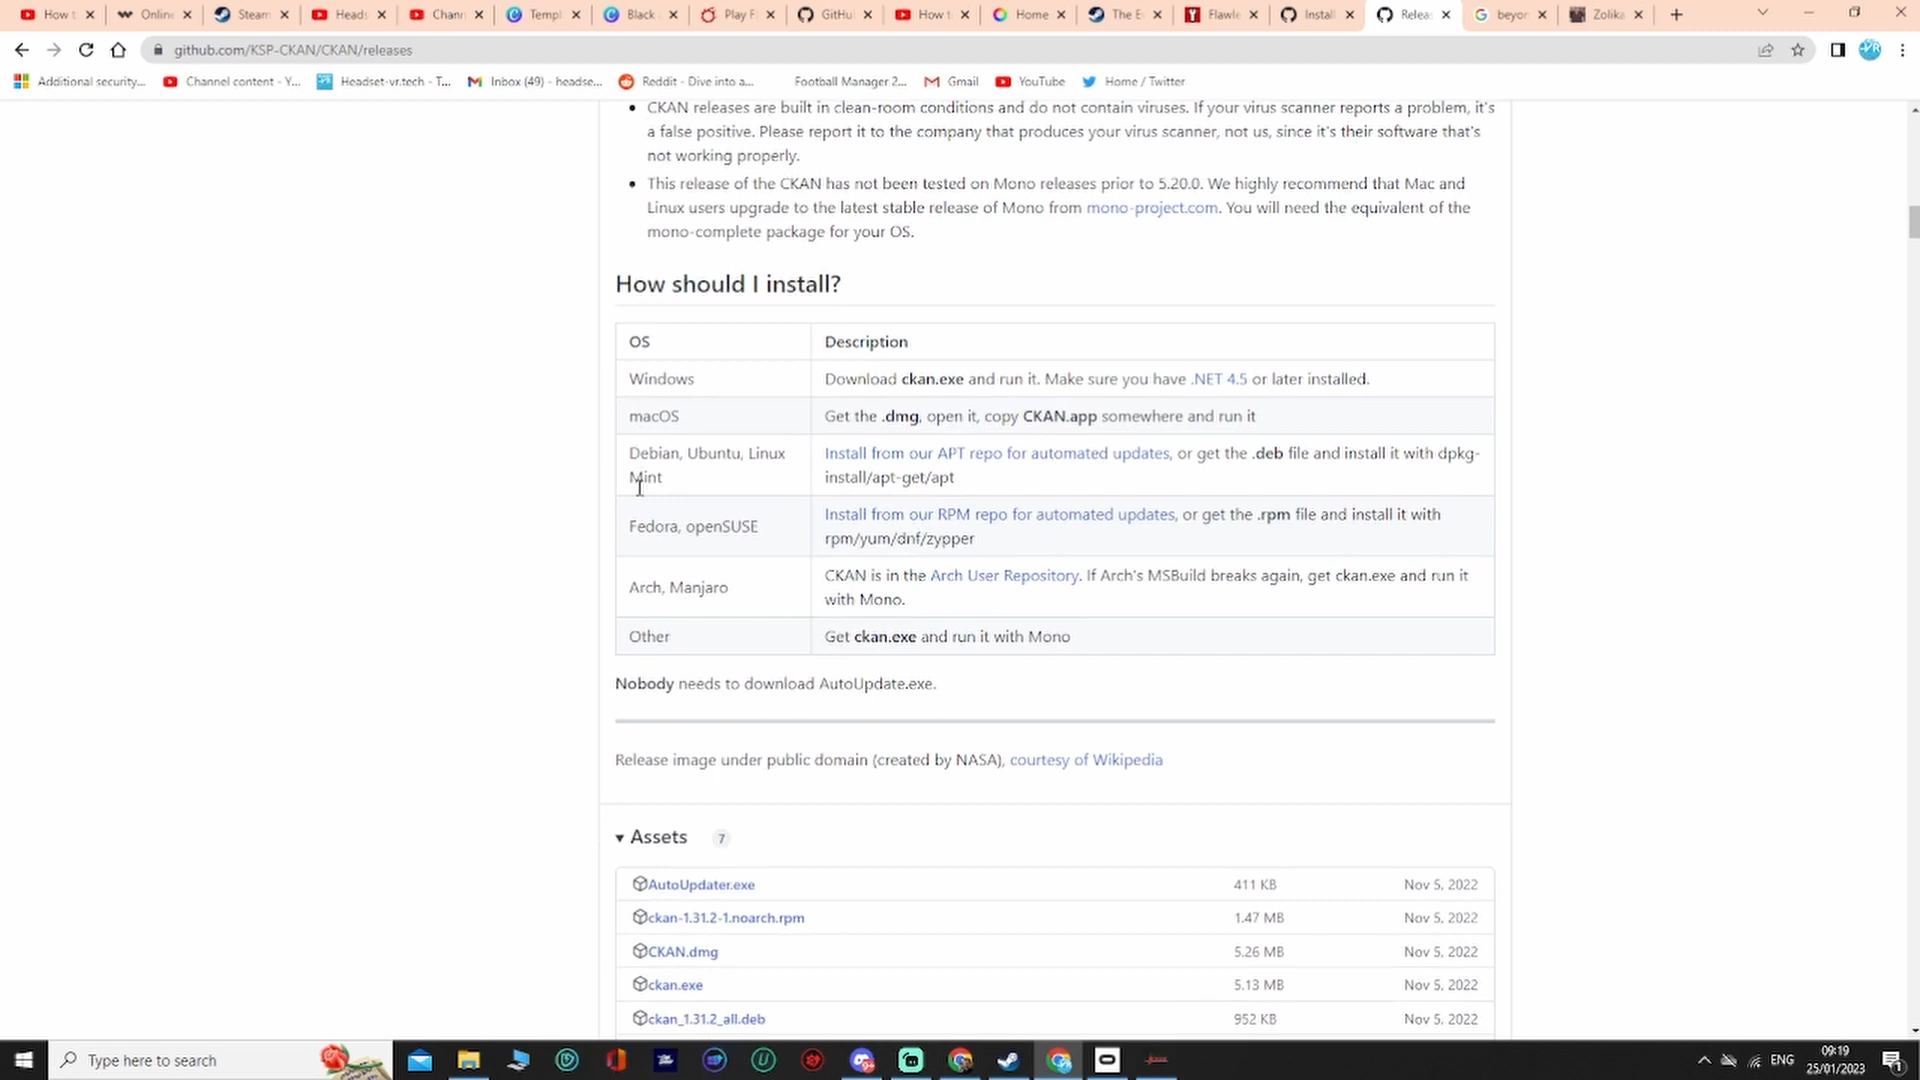 How t
Online
Steam
Heads
Chann
Templ
Black
Play F
GitHu
How t
Home
The E
Flawle
Install
Releas
beyon
Zolika
github.com/KSP-CKAN/CKAN/releases
Additional security...
Channel content - Y...
Headset-vr.tech - T...
Inbox (49) - headse...
Reddit - Dive into a...
Football Manager 2...
Gmail
YouTube
Home / Twitter
• CKAN releases are built in clean-room conditions and do not contain viruses. If your virus scanner reports a problem, it's
a false positive. Please report it to the company that produces your virus scanner, not us, since it's their software that's
not working properly.
• This release of the CKAN has not been tested on Mono releases prior to 5.20.0. We highly recommend that Mac and
Linux users upgrade to the latest stable release of Mono from mono-project.com. You will need the equivalent of the
mono-complete package for your OS.
How should I install?
OS Description
Windows Download ckan.exe and run it. Make sure you have .NET 4.5 or later installed.
macOS Get the .dmg, open it, copy CKAN.app somewhere and run it
Debian, Ubuntu, Linux
Mint
Install from our APT repo for automated updates, or get the .deb file and install it with dpkg-
install/apt-get/apt
Fedora, openSUSE
Install from our RPM repo for automated updates, or get the .rpm file and install it with
rpm/yum/dnf/zypper
Arch, Manjaro
CKAN is in the Arch User Repository. If Arch's MSBuild breaks again, get ckan.exe and run it
with Mono.
Other Get ckan.exe and run it with Mono
Nobody needs to download AutoUpdate.exe.
Release image under public domain (created by NASA), courtesy of Wikipedia
Assets 7
AutoUpdater.exe 411 KB Nov 5, 2022
ckan-1.31.2-1.noarch.rpm 1.47 MB Nov 5, 2022
CKAN.dmg 5.26 MB Nov 5, 2022
ckan.exe 5.13 MB Nov 5, 2022
ckan_1.31.2_all.deb 952 KB Nov 5, 2022
Type here to search
ENG
09:19
25/01/2023